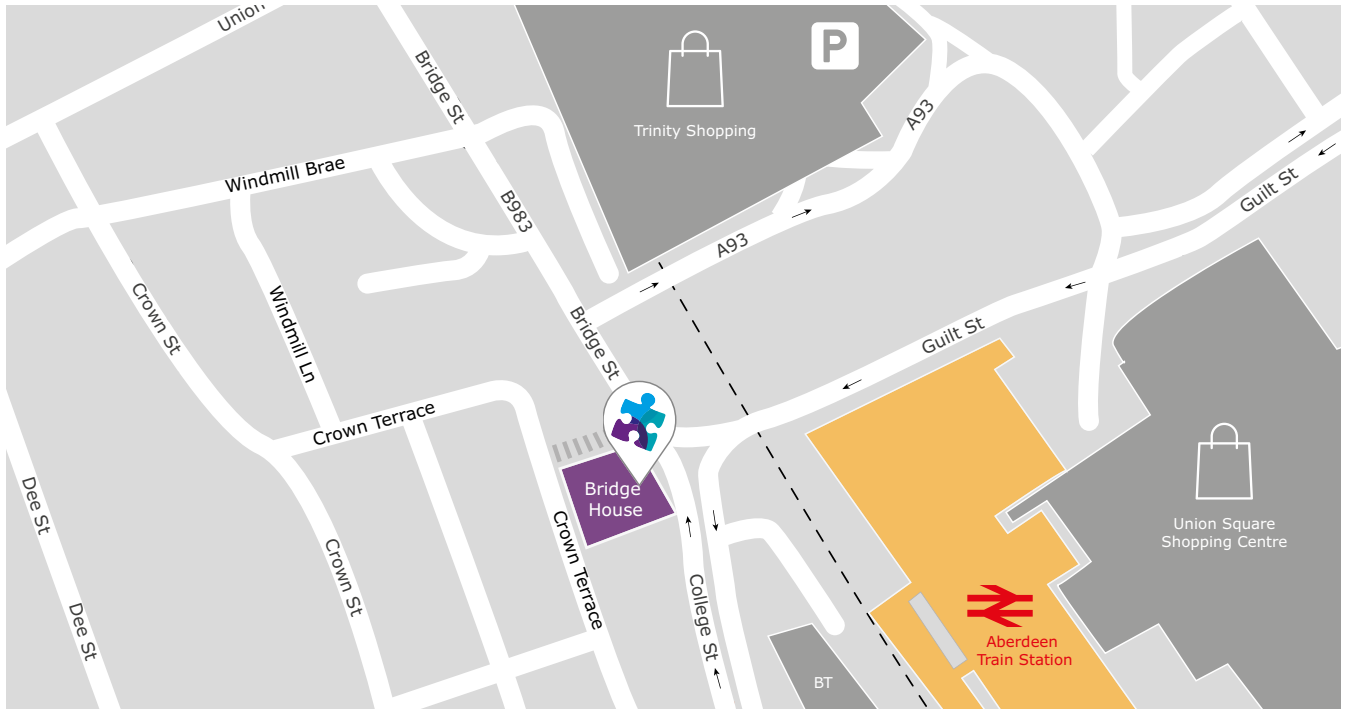 Union
Bridge St
P
Trinity Shopping
A93
Windmill Brae
B983
A93
Guilt St
Crown St
Windmill Ln
Bridge St
Guilt St
Crown Terrace
Dee St
Bridge
House
Union Square
Shopping Centre
Crown St
Crown Terrace
College St
Dee St
Aberdeen
Train Station
BT